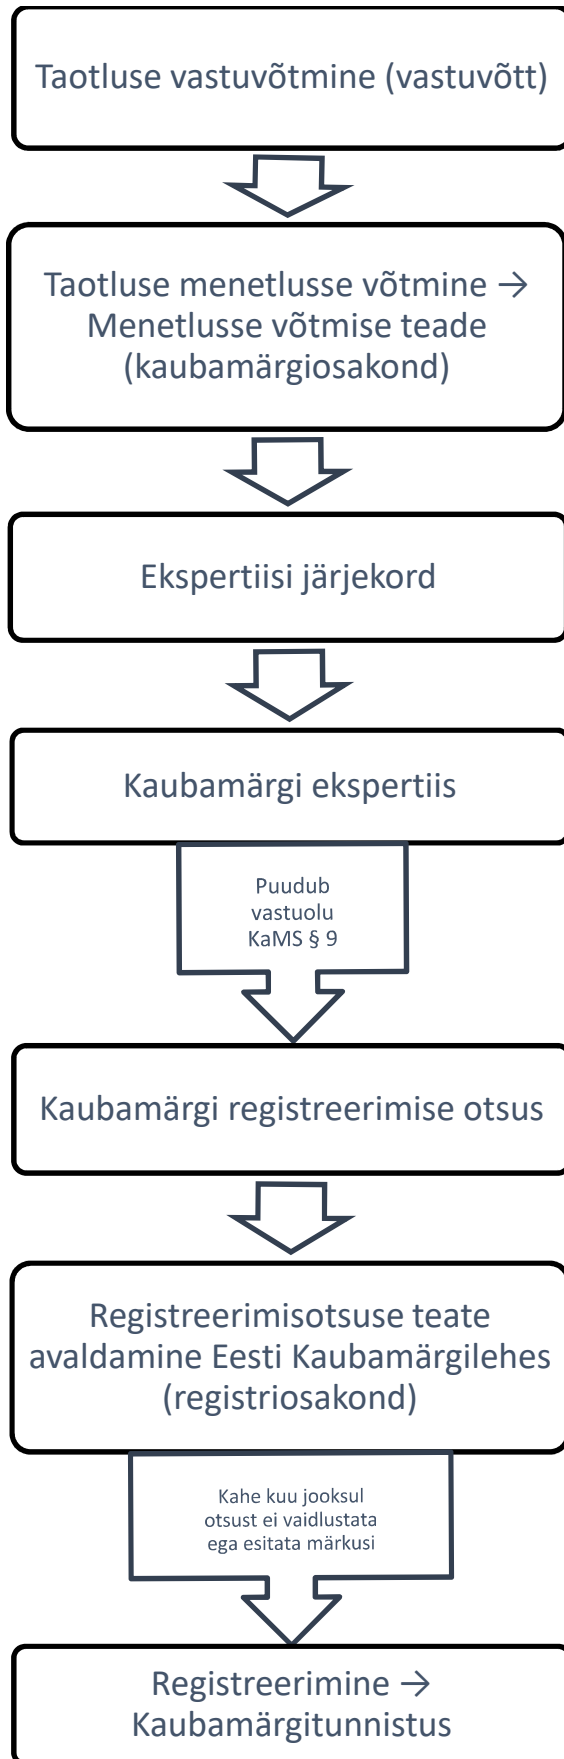 Taotluse vastuvõtmine (vastuvõtt)
Taotluse menetlusse võtmine →
Menetlusse võtmise teade
(kaubamärgiosakond)
Ekspertiisi järjekord
Kaubamärgi ekspertiis
Puudub
vastuolu
KaMS § 9
Kaubamärgi registreerimise otsus
Registreerimisotsuse teate
avaldamine Eesti Kaubamärgilehes
(registriosakond)
Kahe kuu jooksul
otsust ei vaidlustata
ega esitata märkusi
Registreerimine →
Kaubamärgitunnistus